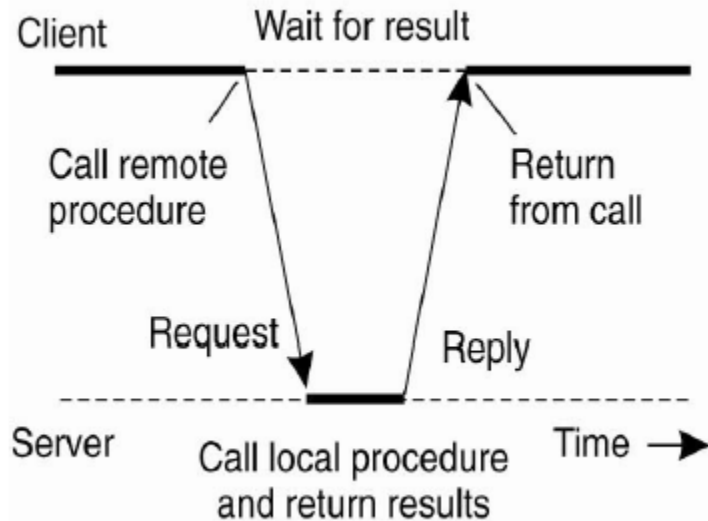 Client
Wait for result
Call remote
procedure
Return
from call
Request
Reply
Server
Call local procedure
and return results
Time